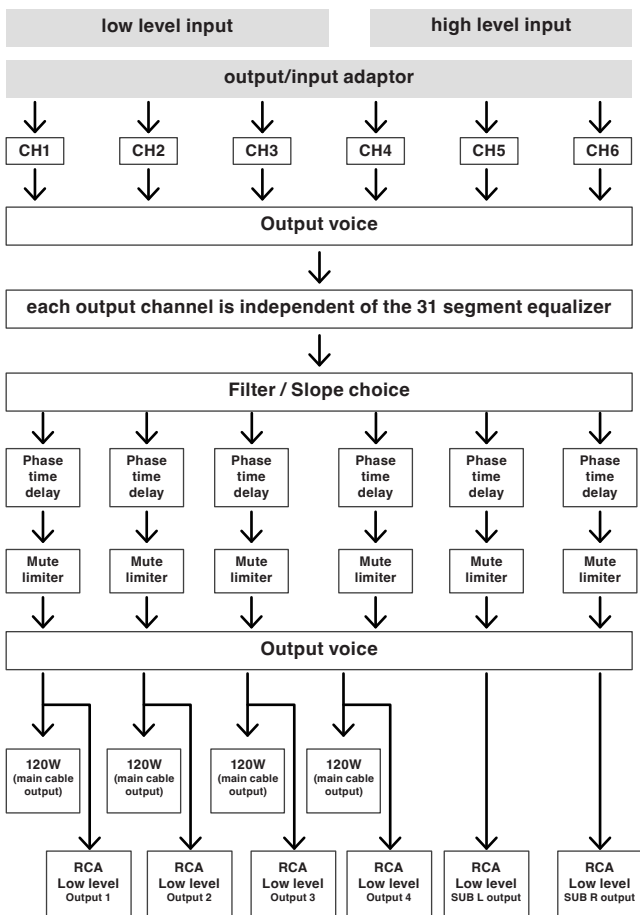 low level input
high level input
output/input adaptor
CH1
CH2
CH3
CH4
CH5
CH6
Output voice
each output channel is independent of the 31 segment equalizer
Filter / Slope choice
Phase
time
delay
Phase
time
delay
Phase
time
delay
Phase
time
delay
Phase
time
delay
Phase
time
delay
Mute
limiter
Mute
limiter
Mute
limiter
Mute
limiter
Mute
limiter
Mute
limiter
Output voice
120W
(main cable
output)
120W
(main cable
output)
120W
(main cable
output)
120W
(main cable
output)
RCA
Low level
Output 1
RCA
Low level
Output 2
RCA
Low level
Output 3
RCA
Low level
Output 4
RCA
Low level
SUB L output
RCA
Low level
SUB R output